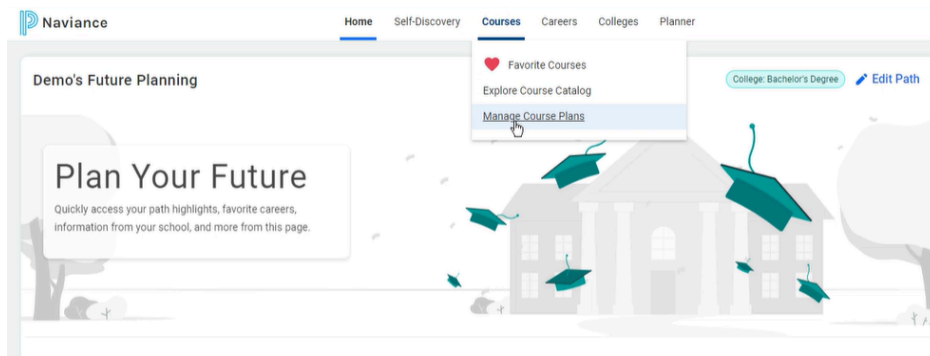 Naviance
Home Self-Discovery Courses Careers Colleges Planner
Favorite Courses
Explore Course Catalog
Manage Course Plans
Demo's Future Planning
College: Bachelor's Degree Edit Path
Plan Your Future
Quickly access your path highlights, favorite careers,
information from your school, and more from this page.